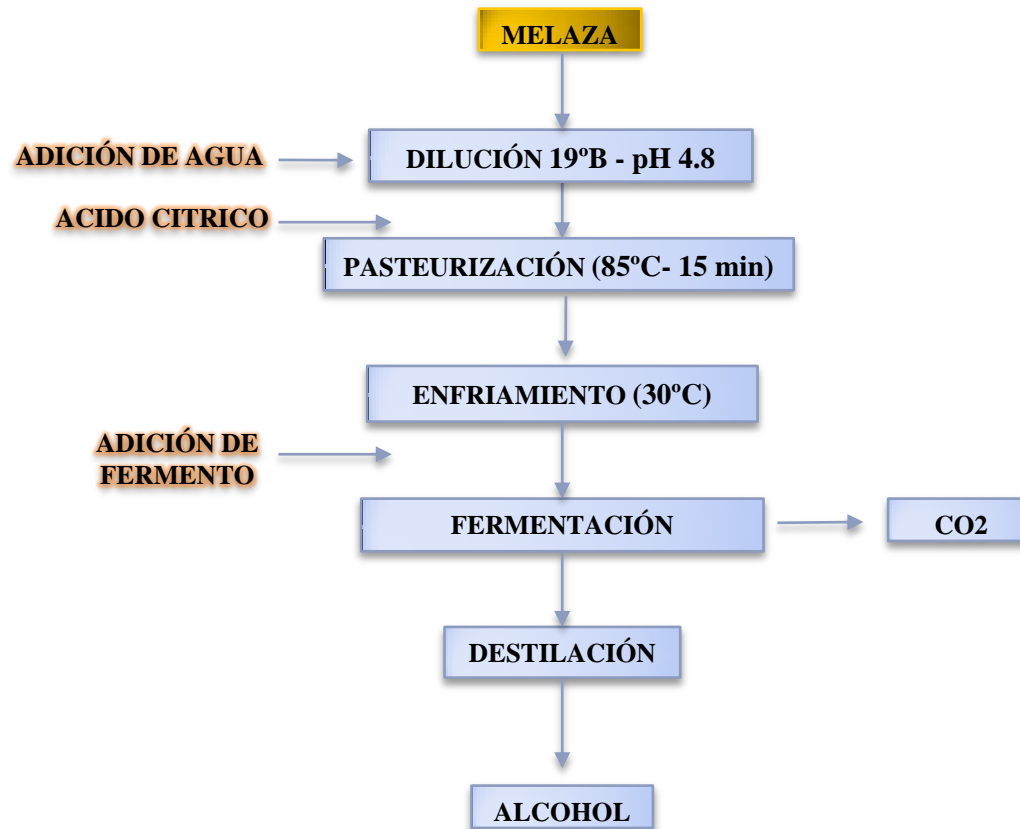 MELAZA
ADICIÓN DE AGUA
DILUCIÓN 19ºB - pH 4.8
ACIDO CITRICO
PASTEURIZACIÓN (85ºC- 15 min)
ENFRIAMIENTO (30ºC)
ADICIÓN DE
FERMENTO
FERMENTACIÓN
CO2
DESTILACIÓN
ALCOHOL